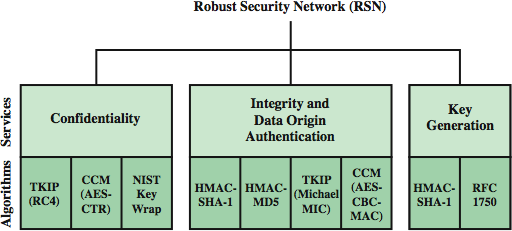 Robust Security Network (RSN)
Services
Confidentiality
Integrity and
Data Origin
Authentication
Key
Generation
Algorithms
TKIP
(RC4)
CCM
(AES-
CTR)
NIST
Key
Wrap
HMAC-
SHA-1
HMAC-
MD5
TKIP
(Michael
MIC)
CCM
(AES-
CBC-
MAC)
HMAC-
SHA-1
RFC
1750